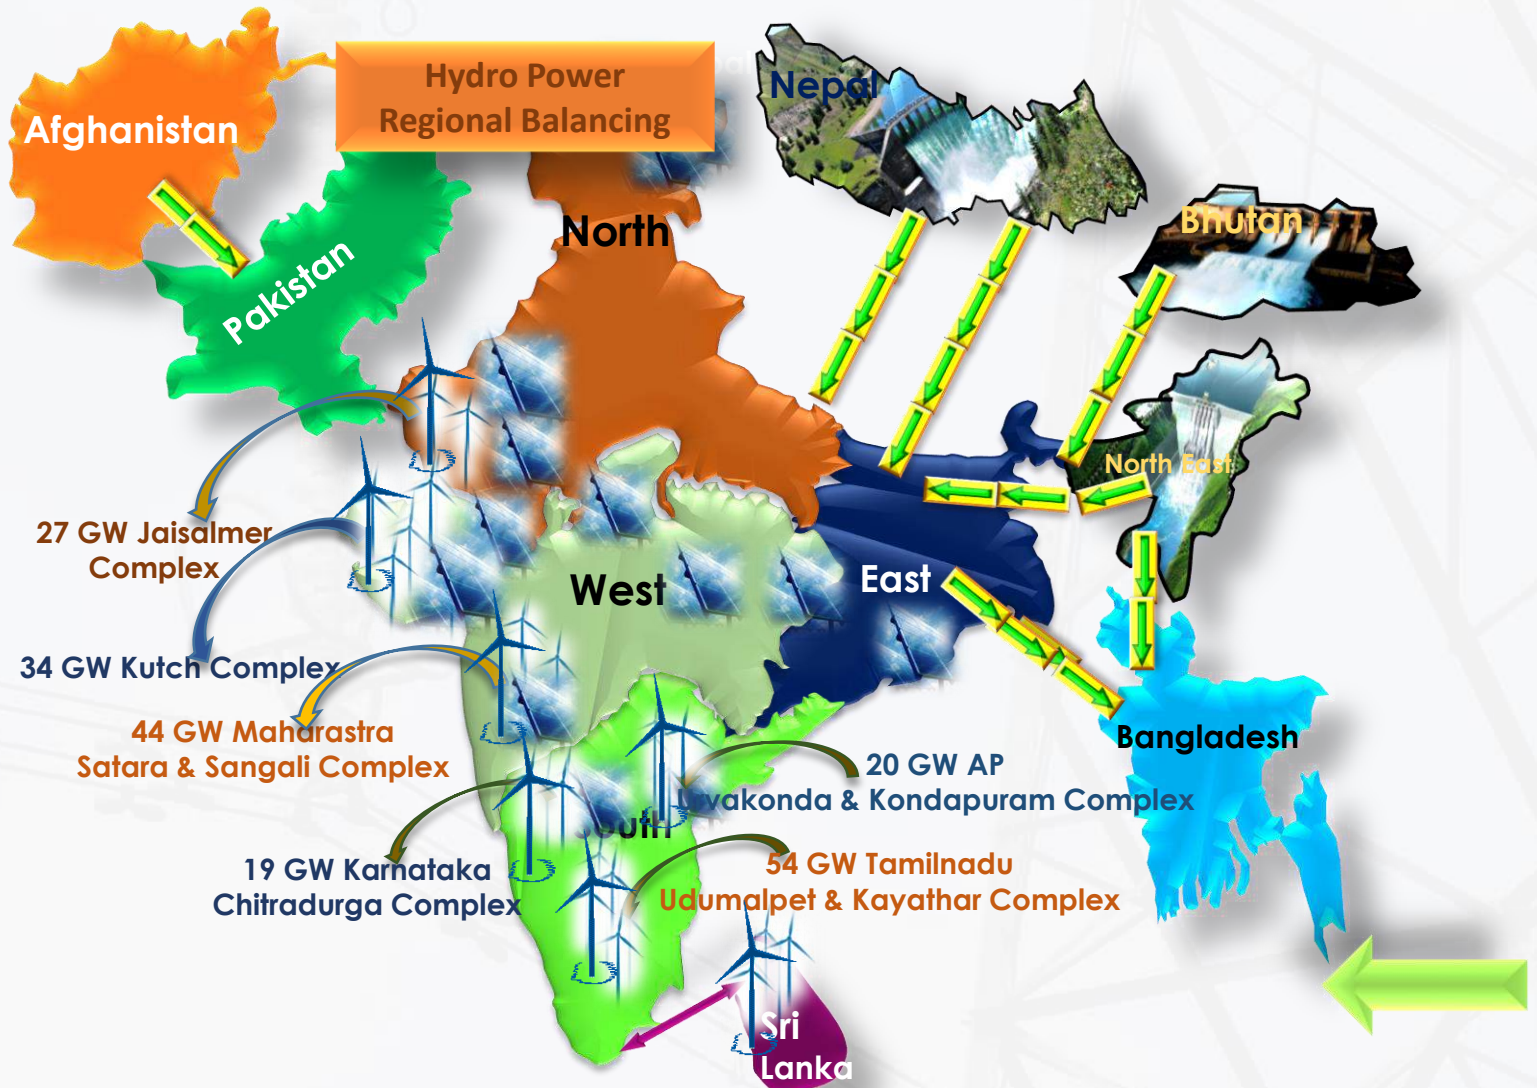 Hydro Power
Regional Balancing
Afghanistan
Nepal
Bhutan
North
Pakistan
North East
27 GW Jaisalmer
Complex
West
East
34 GW Kutch Complex
44 GW Maharastra
Satara & Sangali Complex
Bangladesh
20 GW AP
& Kondapuram Complex
South
19 GW Karnataka
Chitradurga Complex
54 GW Tamilnadu
Udumalpet & Kayathar Complex
Sri
Lanka